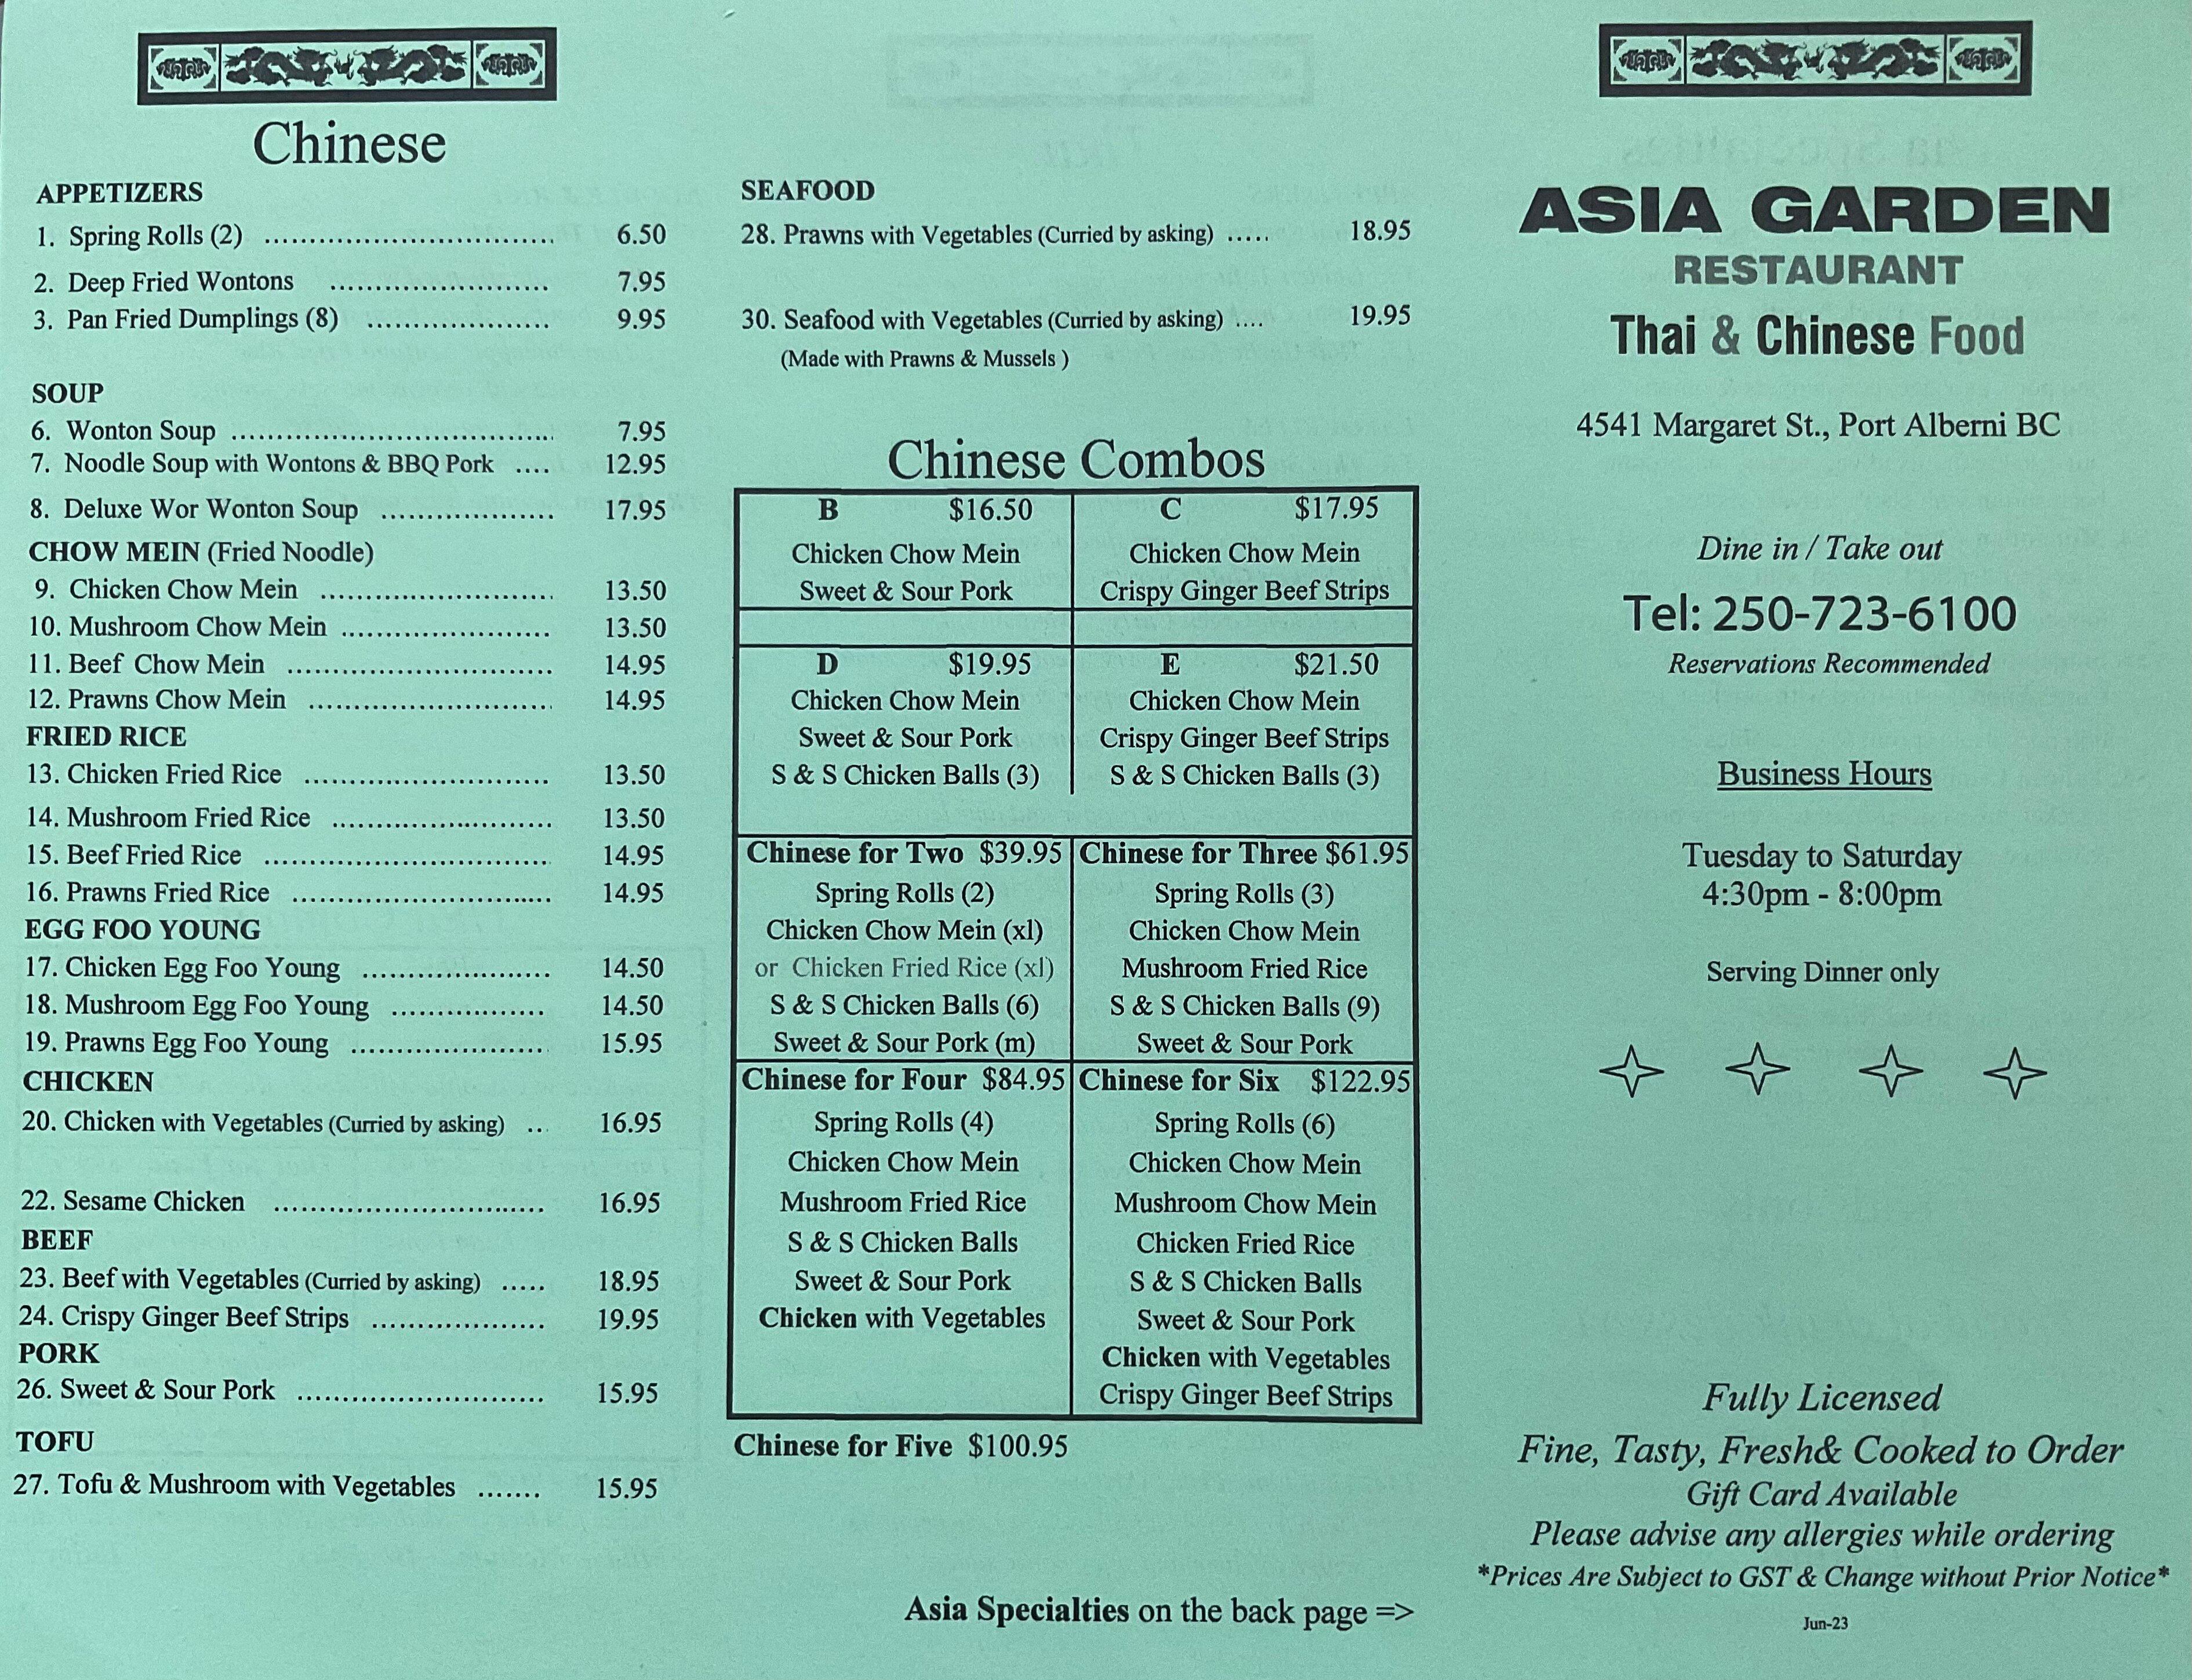 Chinese
APPETIZERS
1. Spring Rolls (2) ................................ 6.50
2. Deep Fried Wontons ........................ 7.95
3. Pan Fried Dumplings (8) .................... 9.95
SOUP
6. Wonton Soup ................................... 7.95
7. Noodle Soup with Wontons & BBQ Pork .... 12.95
8. Deluxe Wor Wonton Soup ................... 17.95
CHOW MEIN (Fried Noodle)
9. Chicken Chow Mein ......................... 13.50
10. Mushroom Chow Mein ....................... 13.50
11. Beef Chow Mein ............................. 14.95
12. Prawns Chow Mein ........................... 14.95
FRIED RICE
13. Chicken Fried Rice ........................... 13.50
14. Mushroom Fried Rice ........................ 13.50
15. Beef Fried Rice ............................... 14.95
16. Prawns Fried Rice ............................ 14.95
EGG FOO YOUNG
17. Chicken Egg Foo Young ..................... 14.50
18. Mushroom Egg Foo Young ................. 14.50
19. Prawns Egg Foo Young ...................... 15.95
CHICKEN
20. Chicken with Vegetables (Curried by asking) ... 16.95
22. Sesame Chicken .............................. 16.95
BEEF
23. Beef with Vegetables (Curried by asking) ..... 18.95
24. Crispy Ginger Beef Strips ................... 19.95
PORK
26. Sweet & Sour Pork ........................... 15.95
TOFU
27. Tofu & Mushroom with Vegetables ....... 15.95
SEAFOOD
28. Prawns with Vegetables (Curried by asking) ..... 18.95
30. Seafood with Vegetables (Curried by asking) .... 19.95
(Made with Prawns & Mussels )
Chinese Combos
B $16.50
Chicken Chow Mein
Sweet & Sour Pork
C $17.95
Chicken Chow Mein
Crispy Ginger Beef Strips
D $19.95
Chicken Chow Mein
Sweet & Sour Pork
S & S Chicken Balls (3)
E $21.50
Chicken Chow Mein
Crispy Ginger Beef Strips
S & S Chicken Balls (3)
Chinese for Two $39.95
Spring Rolls (2)
Chicken Chow Mein (xl)
or Chicken Fried Rice (xl)
S & S Chicken Balls (6)
Sweet & Sour Pork (m)
Chinese for Three $61.95
Spring Rolls (3)
Chicken Chow Mein
Mushroom Fried Rice
S & S Chicken Balls (9)
Sweet & Sour Pork
Chinese for Four $84.95
Spring Rolls (4)
Chicken Chow Mein
Mushroom Fried Rice
S & S Chicken Balls
Sweet & Sour Pork
Chicken with Vegetables
Chinese for Six $122.95
Spring Rolls (6)
Chicken Chow Mein
Mushroom Chow Mein
Chicken Fried Rice
S & S Chicken Balls
Sweet & Sour Pork
Chicken with Vegetables
Crispy Ginger Beef Strips
Chinese for Five $100.95
Asia Specialties on the back page =>
ASIA GARDEN
RESTAURANT
Thai & Chinese Food
4541 Margaret St., Port Alberni BC
Dine in / Take out
Tel: 250-723-6100
Reservations Recommended
Business Hours
Tuesday to Saturday
4:30pm - 8:00pm
Serving Dinner only
Fully Licensed
Fine, Tasty, Fresh& Cooked to Order
Gift Card Available
Please advise any allergies while ordering
*Prices Are Subject to GST & Change without Prior Notice*
Jun-23